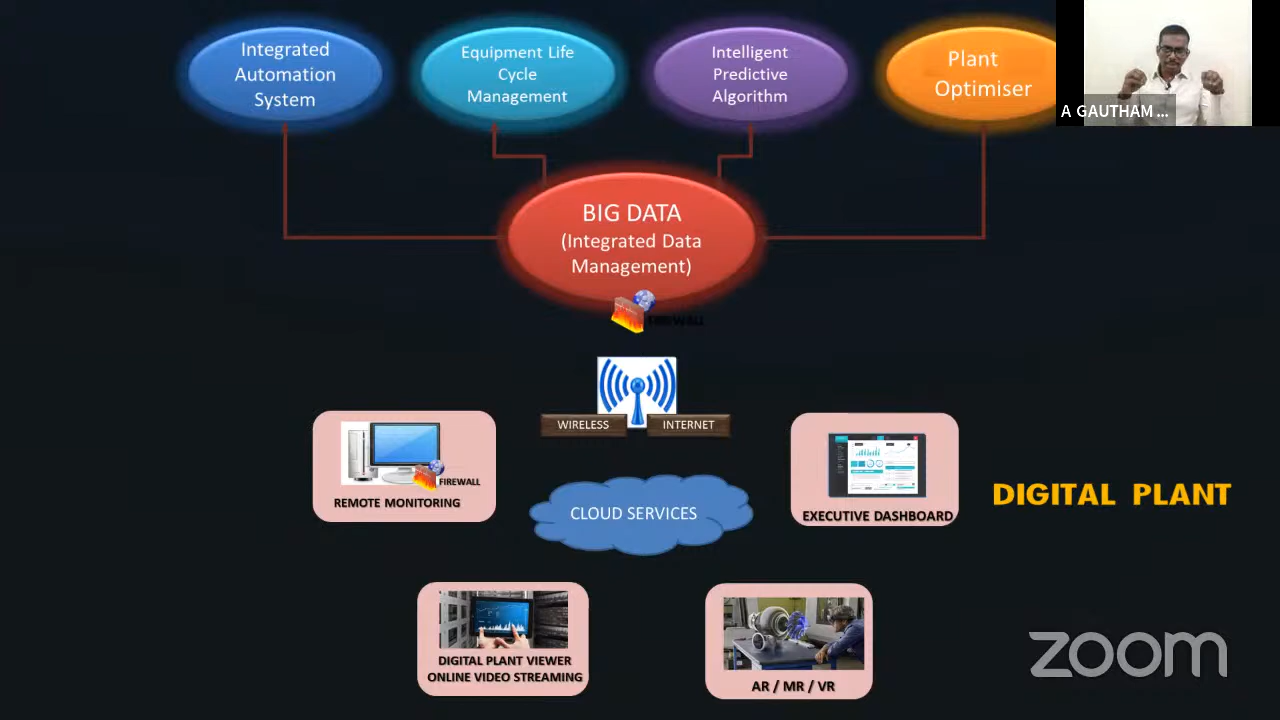 Integrated
Automation
System
Equipment Life
Cycle
Management
Intelligent
Predictive
Algorithm
Plant
Optimiser
A GAUTHAM ...
BIG DATA
(Integrated Data
Management)
FIREWALL
WIRELESS
INTERNET
FIREWALL
REMOTE MONITORING
CLOUD SERVICES
EXECUTIVE DASHBOARD
DIGITAL PLANT
DIGITAL PLANT VIEWER
ONLINE VIDEO STREAMING
AR / MR / VR
zoom